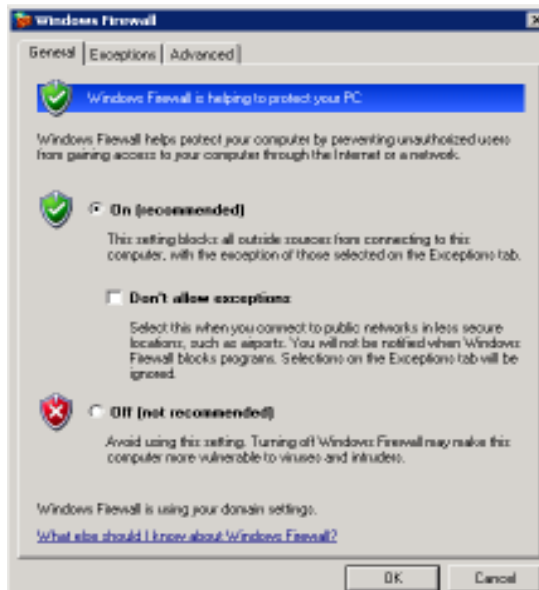 Windows Firewall
General Exceptions Advanced
Windows Firewall is helping to protect your PC
Windows Firewall helps protect your computer by preventing unauthorized users
from gaining access to your computer through the Internet or a network.
On (recommended)
This setting blocks all outside sources from connecting to this
computer, with the exception of those selected on the Exceptions tab.
Don't allow exceptions
Select this when you connect to public networks in less secure
locations, such as airports. You will not be notified when Windows
Firewall blocks programs. Selections on the Exceptions tab will be
ignored.
Off (not recommended)
Avoid using this setting. Turning off Windows Firewall may make this
computer more vulnerable to viruses and intruders.
Windows Firewall is using your domain settings.
What else should I know about Windows Firewall?
OK Cancel